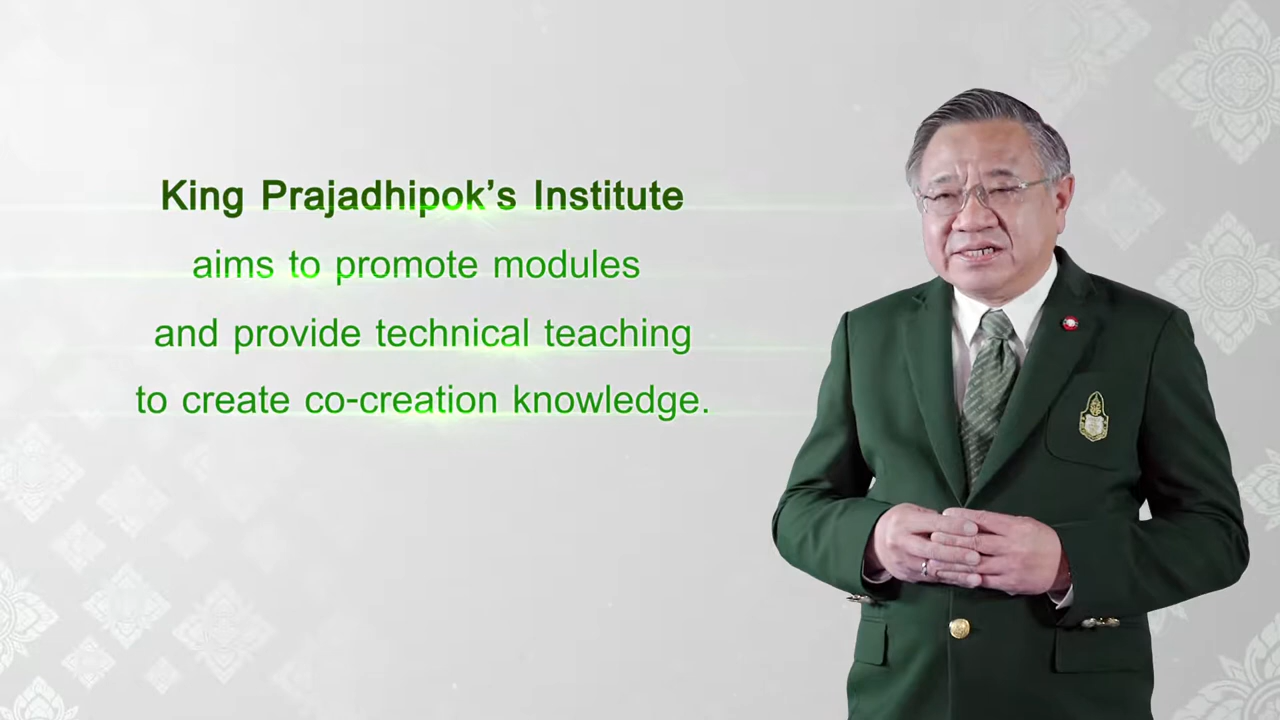 King Prajadhipok's Institute
aims to promote modules
and provide technical teaching
to create co-creation knowledge.